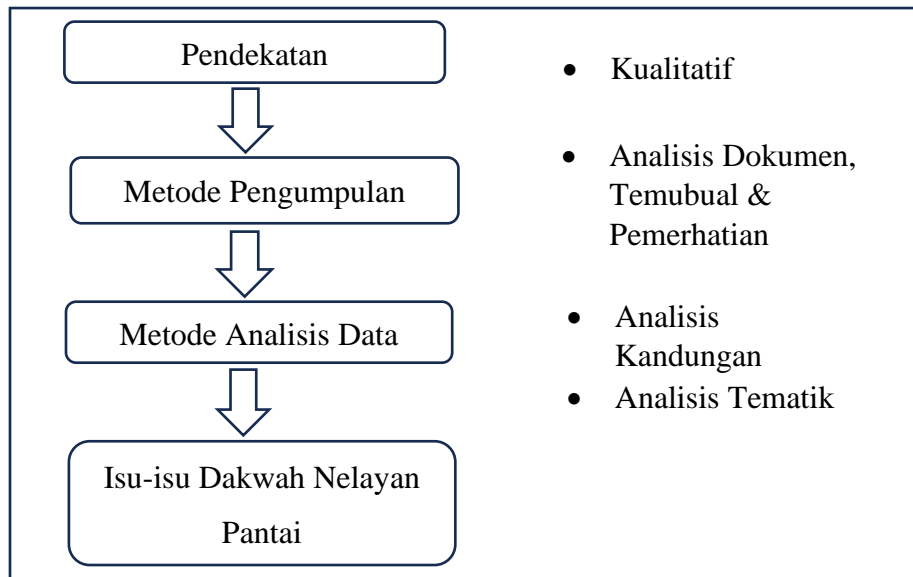 Pendekatan
• Kualitatif
Metode Pengumpulan
• Analisis Dokumen,
Temubual &
Pemerhatian
Metode Analisis Data
• Analisis
Kandungan
• Analisis Tematik
Isu-isu Dakwah Nelayan
Pantai